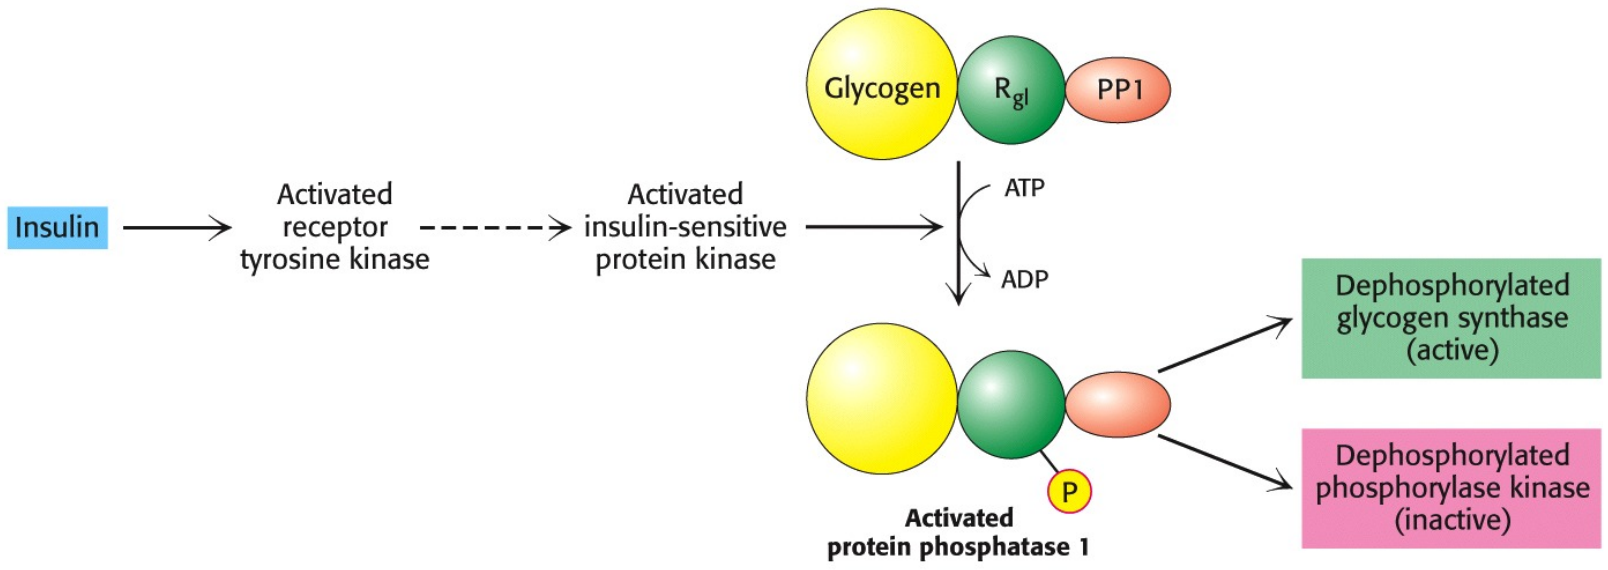 Glycogen
R_gl
PP1
Insulin
Activated
receptor
tyrosine kinase
Activated
insulin-sensitive
protein kinase
ATP
ADP
P
Activated
protein phosphatase 1
Dephosphorylated
glycogen synthase
(active)
Dephosphorylated
phosphorylase kinase
(inactive)